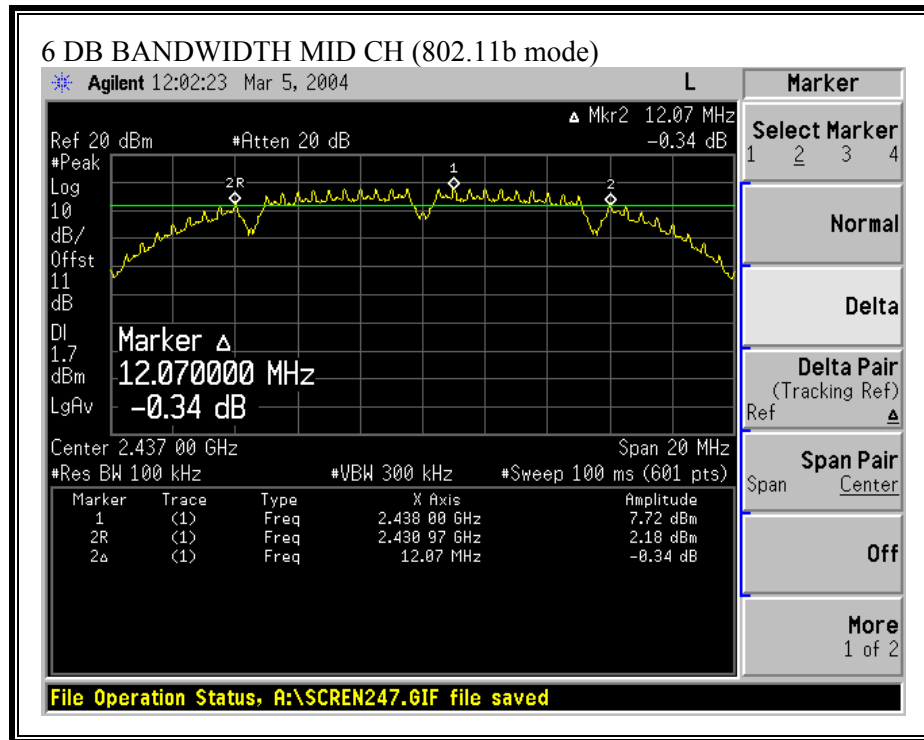 6 DB BANDWIDTH MID CH (802.11b mode)
Agilent 12:02:23 Mar 5, 2004 L
Δ Mkr2 12.07 MHz
Ref 20 dBm #Atten 20 dB -0.34 dB
#Peak
Log
10
dB/
Offst
11
dB
DI
1.7
dBm
LgAv
2R
1
2
Marker Δ
12.070000 MHz
-0.34 dB
Center 2.437 00 GHz Span 20 MHz
#Res BW 100 kHz #VBW 300 kHz #Sweep 100 ms (601 pts)
Marker Trace Type X Axis Amplitude
1 (1) Freq 2.438 00 GHz 7.72 dBm
2R (1) Freq 2.430 97 GHz 2.18 dBm
2Δ (1) Freq 12.07 MHz -0.34 dB
File Operation Status, A:\SCREN247.GIF file saved
Marker
Select Marker
1 2 3 4
Normal
Delta
Delta Pair
(Tracking Ref)
Ref Δ
Span Pair
Span Center
Off
More
1 of 2